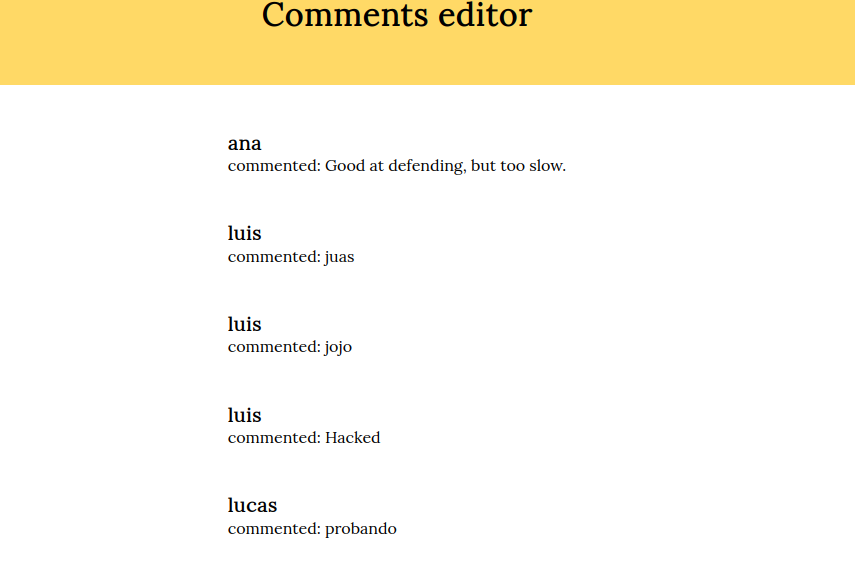 Comments editor
ana
commented: Good at defending, but too slow.
luis
commented: juas
luis
commented: jojo
luis
commented: Hacked
lucas
commented: probando